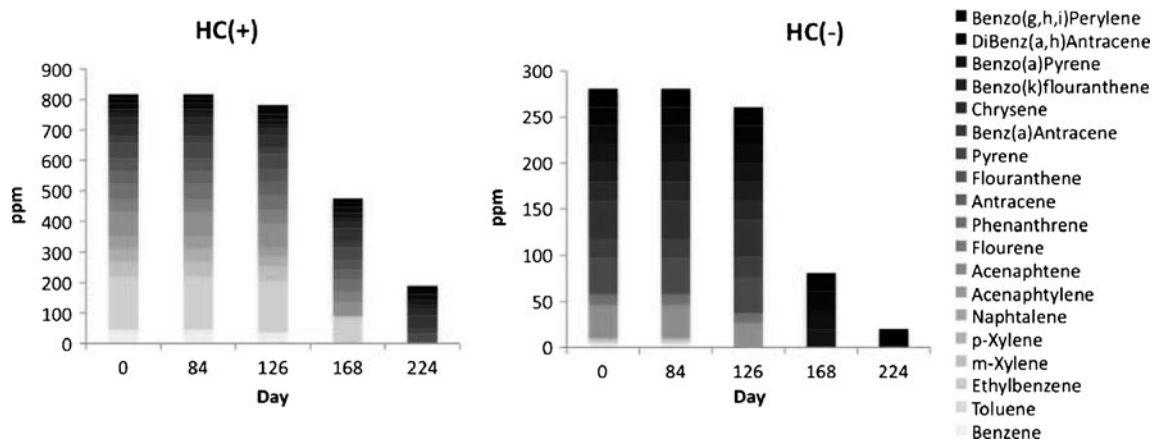 HC(+)
900
800
700
600
500
400
300
200
100
0
ppm
0 84 126 168 224
Day
HC(-)
300
250
200
150
100
50
0
ppm
0 84 126 168 224
Day
Benzo(g,h,i)Perylene
DiBenz(a,h)Antracene
Benzo(a)Pyrene
Benzo(k)flouranthene
Chrysene
Benz(a)Antracene
Pyrene
Flouranthene
Antracene
Phenanthrene
Flourene
Acenaphtene
Acenaphtylene
Naphtalene
p-Xylene
m-Xylene
Ethylbenzene
Toluene
Benzene